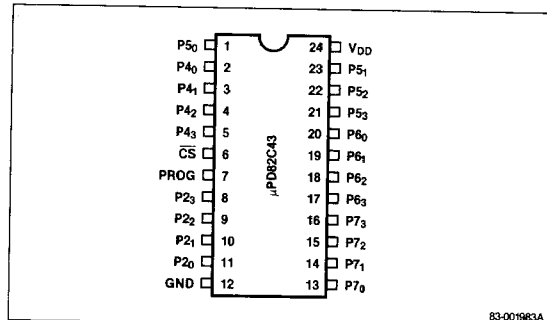 P5₀ 1 24 VDD
P4₀ 2 23 P5₁
P4₁ 3 22 P5₂
P4₂ 4 21 P5₃
P4₃ 5 20 P6₀
C̅S̅ 6 19 P6₁
PROG 7 18 P6₂
P2₃ 8 17 P6₃
P2₂ 9 16 P7₃
P2₁ 10 15 P7₂
P2₀ 11 14 P7₁
GND 12 13 P7₀
µPD82C43
83-001983A